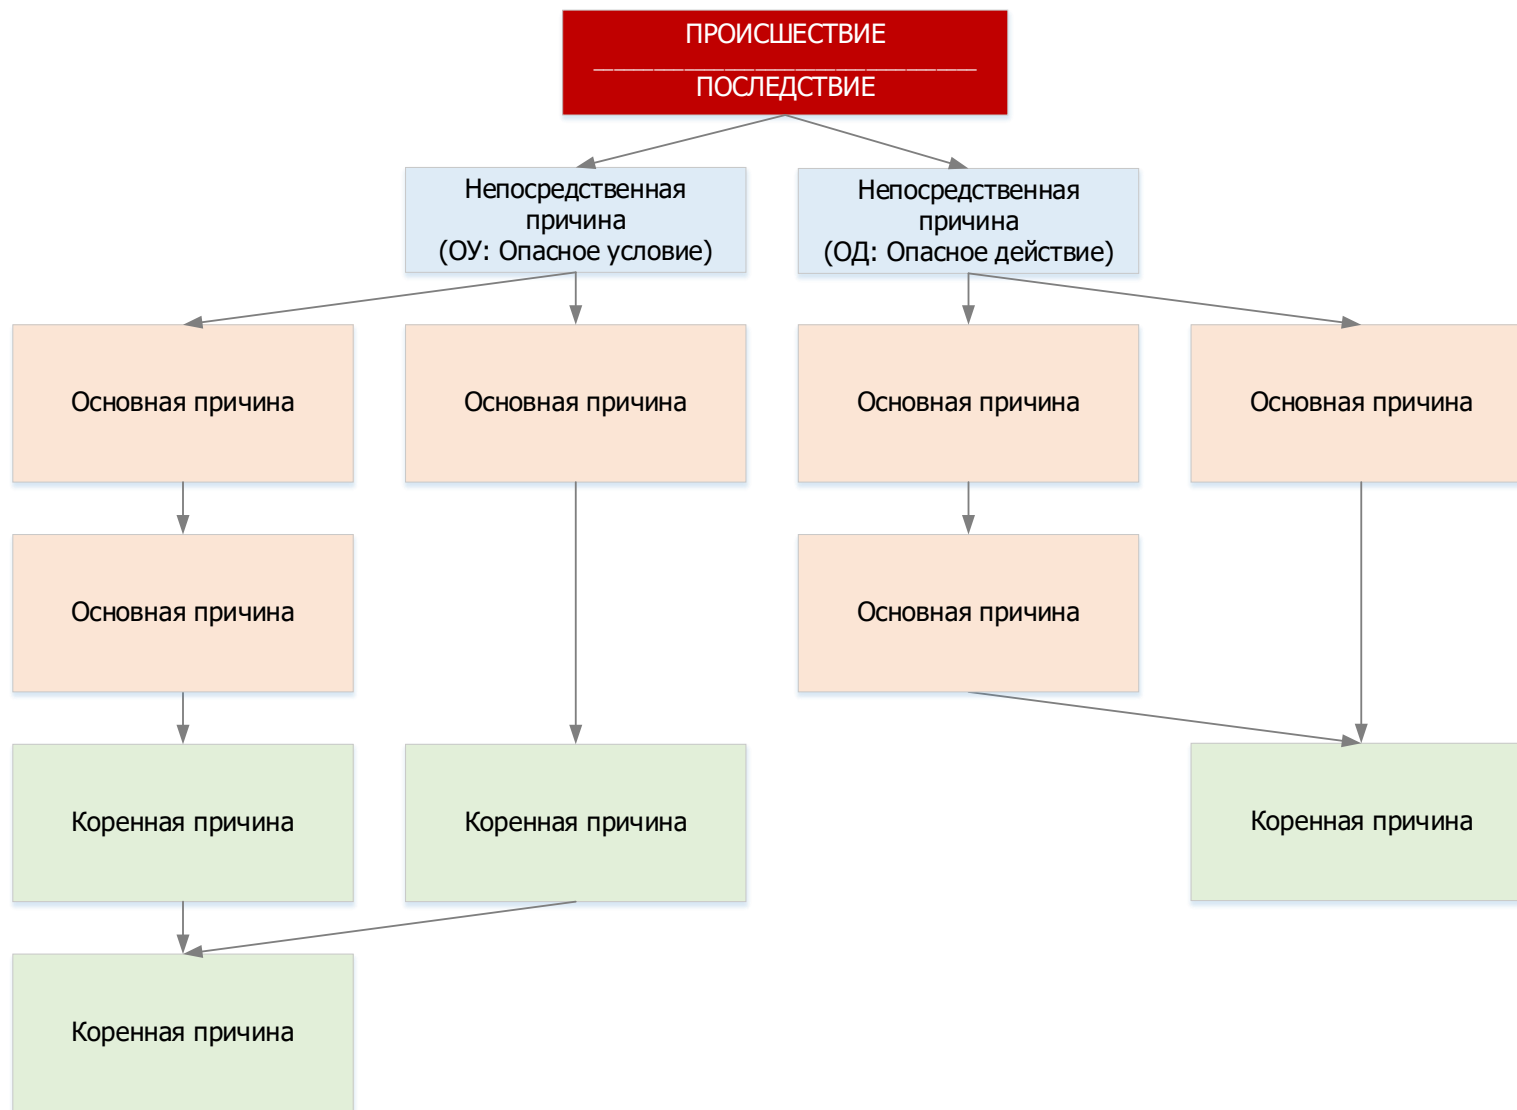 ПРОИСШЕСТВИЕ
______________________________
ПОСЛЕДСТВИЕ
Непосредственная
причина
(ОУ: Опасное условие)
Непосредственная
причина
(ОД: Опасное действие)
Основная причина
Основная причина
Основная причина
Основная причина
Основная причина
Основная причина
Коренная причина
Коренная причина
Коренная причина
Коренная причина